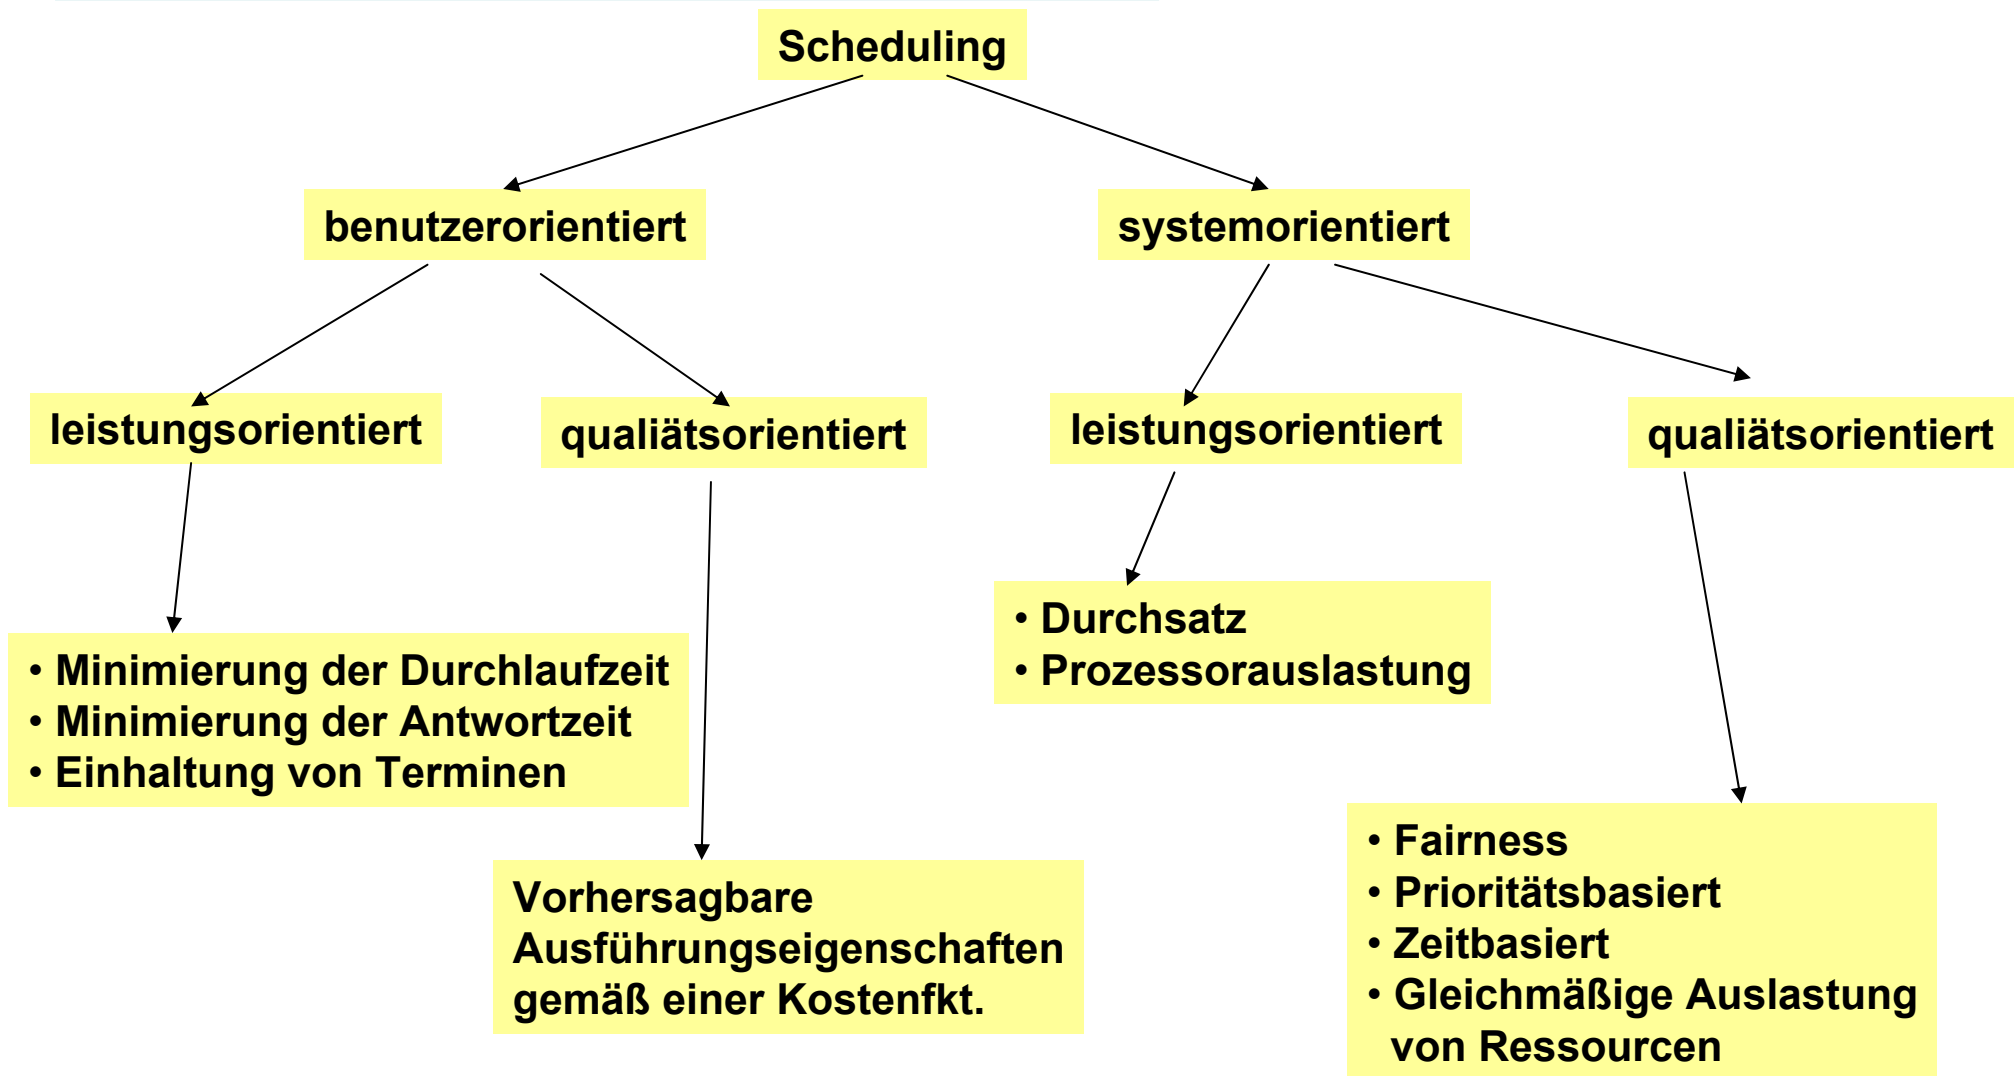 Scheduling
benutzerorientiert
systemorientiert
leistungsorientiert
qualiätsorientiert
leistungsorientiert
qualiätsorientiert
• Minimierung der Durchlaufzeit
• Minimierung der Antwortzeit
• Einhaltung von Terminen
Vorhersagbare
Ausführungseigenschaften
gemäß einer Kostenfkt.
• Durchsatz
• Prozessorauslastung
• Fairness
• Prioritätsbasiert
• Zeitbasiert
• Gleichmäßige Auslastung
von Ressourcen